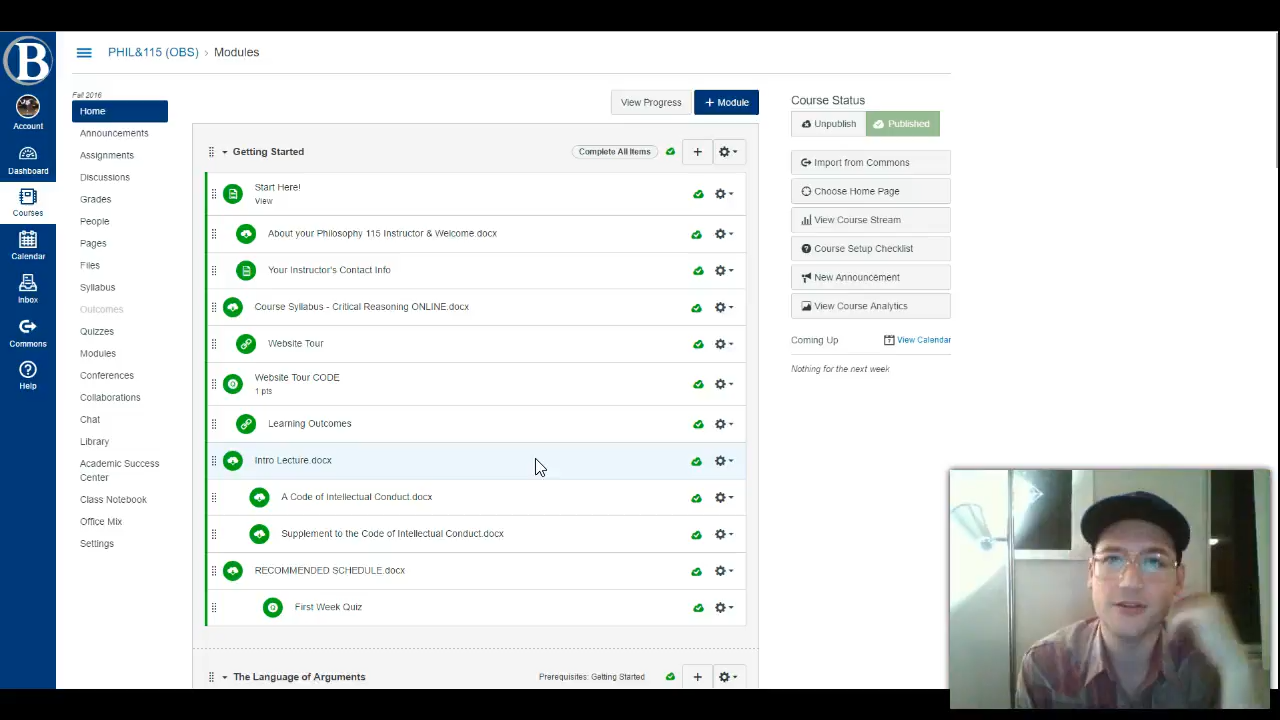 B
PHIL&115 (OBS) › Modules
Fall 2016
Account
Dashboard
Courses
Calendar
Inbox
Commons
Help
Home
Announcements
Assignments
Discussions
Grades
People
Pages
Files
Syllabus
Outcomes
Quizzes
Modules
Conferences
Collaborations
Chat
Library
Academic Success
Center
Class Notebook
Office Mix
Settings
View Progress
+ Module
Getting Started
Complete All Items
Start Here!
View
About your Philosophy 115 Instructor & Welcome.docx
Your Instructor's Contact Info
Course Syllabus - Critical Reasoning ONLINE.docx
Website Tour
Website Tour CODE
1 pts
Learning Outcomes
Intro Lecture.docx
A Code of Intellectual Conduct.docx
Supplement to the Code of Intellectual Conduct.docx
RECOMMENDED SCHEDULE.docx
First Week Quiz
The Language of Arguments
Prerequisites: Getting Started
Course Status
Unpublish
Published
Import from Commons
Choose Home Page
View Course Stream
Course Setup Checklist
New Announcement
View Course Analytics
Coming Up
View Calendar
Nothing for the next week